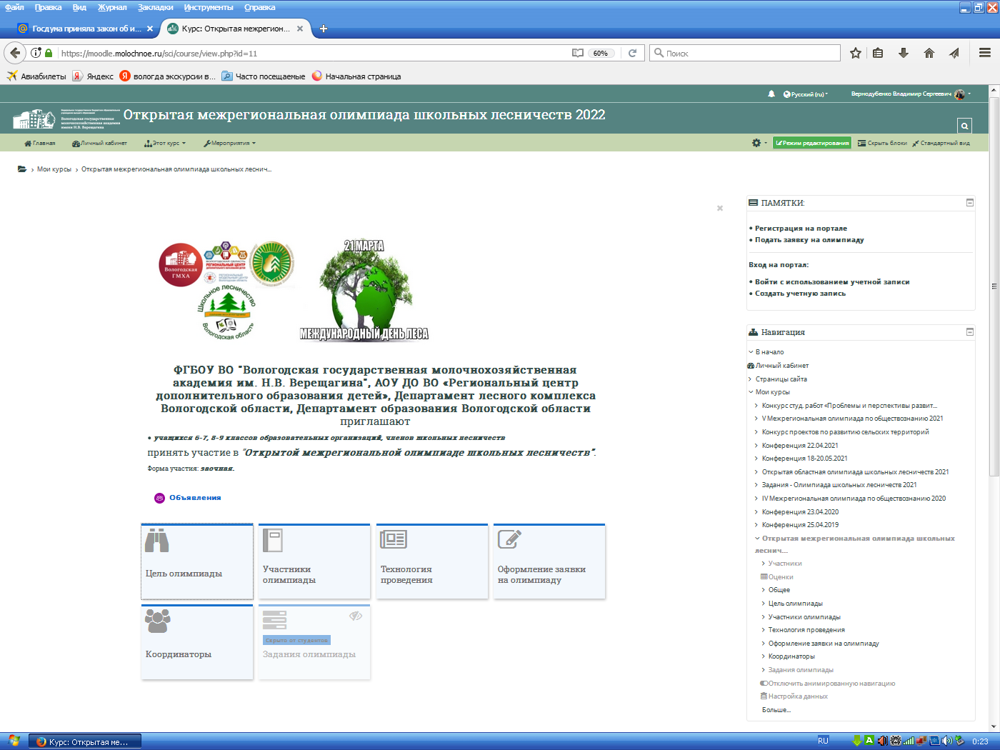 Файл Правка Вид Журнал Закладки Инструменты Справка
Госдума приняла закон об и... Курс: Открытая межрегион...
https://moodle.molochnoe.ru/sci/course/view.php?id=11 60% Поиск
Авиабилеты Яндекс вологда экскурсии в... Часто посещаемые Начальная страница
Русский (ru) Вернодубенко Владимир Сергеевич
Вологодская государственная
молочнохозяйственная академия
имени Н.В. Верещагина
Открытая межрегиональная олимпиада школьных лесничеств 2022
Главная Личный кабинет Этот курс Мероприятия Режим редактирования Скрыть блоки Стандартный вид
Мои курсы Открытая межрегиональная олимпиада школьных леснич...
Вологодская
ГМХА
РЕГИОНАЛЬНЫЙ ЦЕНТР
Школьное лесничество
Вологодская область
21 МАРТА
МЕЖДУНАРОДНЫЙ ДЕНЬ ЛЕСА
ФГБОУ ВО "Вологодская государственная молочнохозяйственная
академия им. Н.В. Верещагина", АОУ ДО ВО «Региональный центр
дополнительного образования детей», Департамент лесного комплекса
Вологодской области, Департамент образования Вологодской области
приглашают
• учащихся 6-7, 8-9 классов образовательных организаций, членов школьных лесничеств
принять участие в "Открытой межрегиональной олимпиаде школьных лесничеств".
Форма участия: заочная.
Объявления
Цель олимпиады
Участники
олимпиады
Технология
проведения
Оформление заявки
на олимпиаду
Координаторы
Скрыто от студентов
Задания олимпиады
ПАМЯТКИ:
• Регистрация на портале
• Подать заявку на олимпиаду
Вход на портал:
• Войти с использованием учетной записи
• Создать учетную запись
Навигация
В начало
Личный кабинет
Страницы сайта
Мои курсы
Конкурс студ. работ «Проблемы и перспективы развит...
V Межрегиональная олимпиада по обществознанию 2021
Конкурс проектов по развитию сельских территорий
Конференция 22.04.2021
Конференция 18-20.05.2021
Открытая областная олимпиада школьных лесничеств 2021
Задания - Олимпиада школьных лесничеств 2021
IV Межрегиональная олимпиада по обществознанию 2020
Конференция 23.04.2020
Конференция 25.04.2019
Открытая межрегиональная олимпиада школьных
леснич...
Участники
Оценки
Общее
Цель олимпиады
Участники олимпиады
Технология проведения
Оформление заявки на олимпиаду
Координаторы
Задания олимпиады
Отключить анимированную навигацию
Настройка данных
Больше...
Курс: Открытая ме... RU 0:23